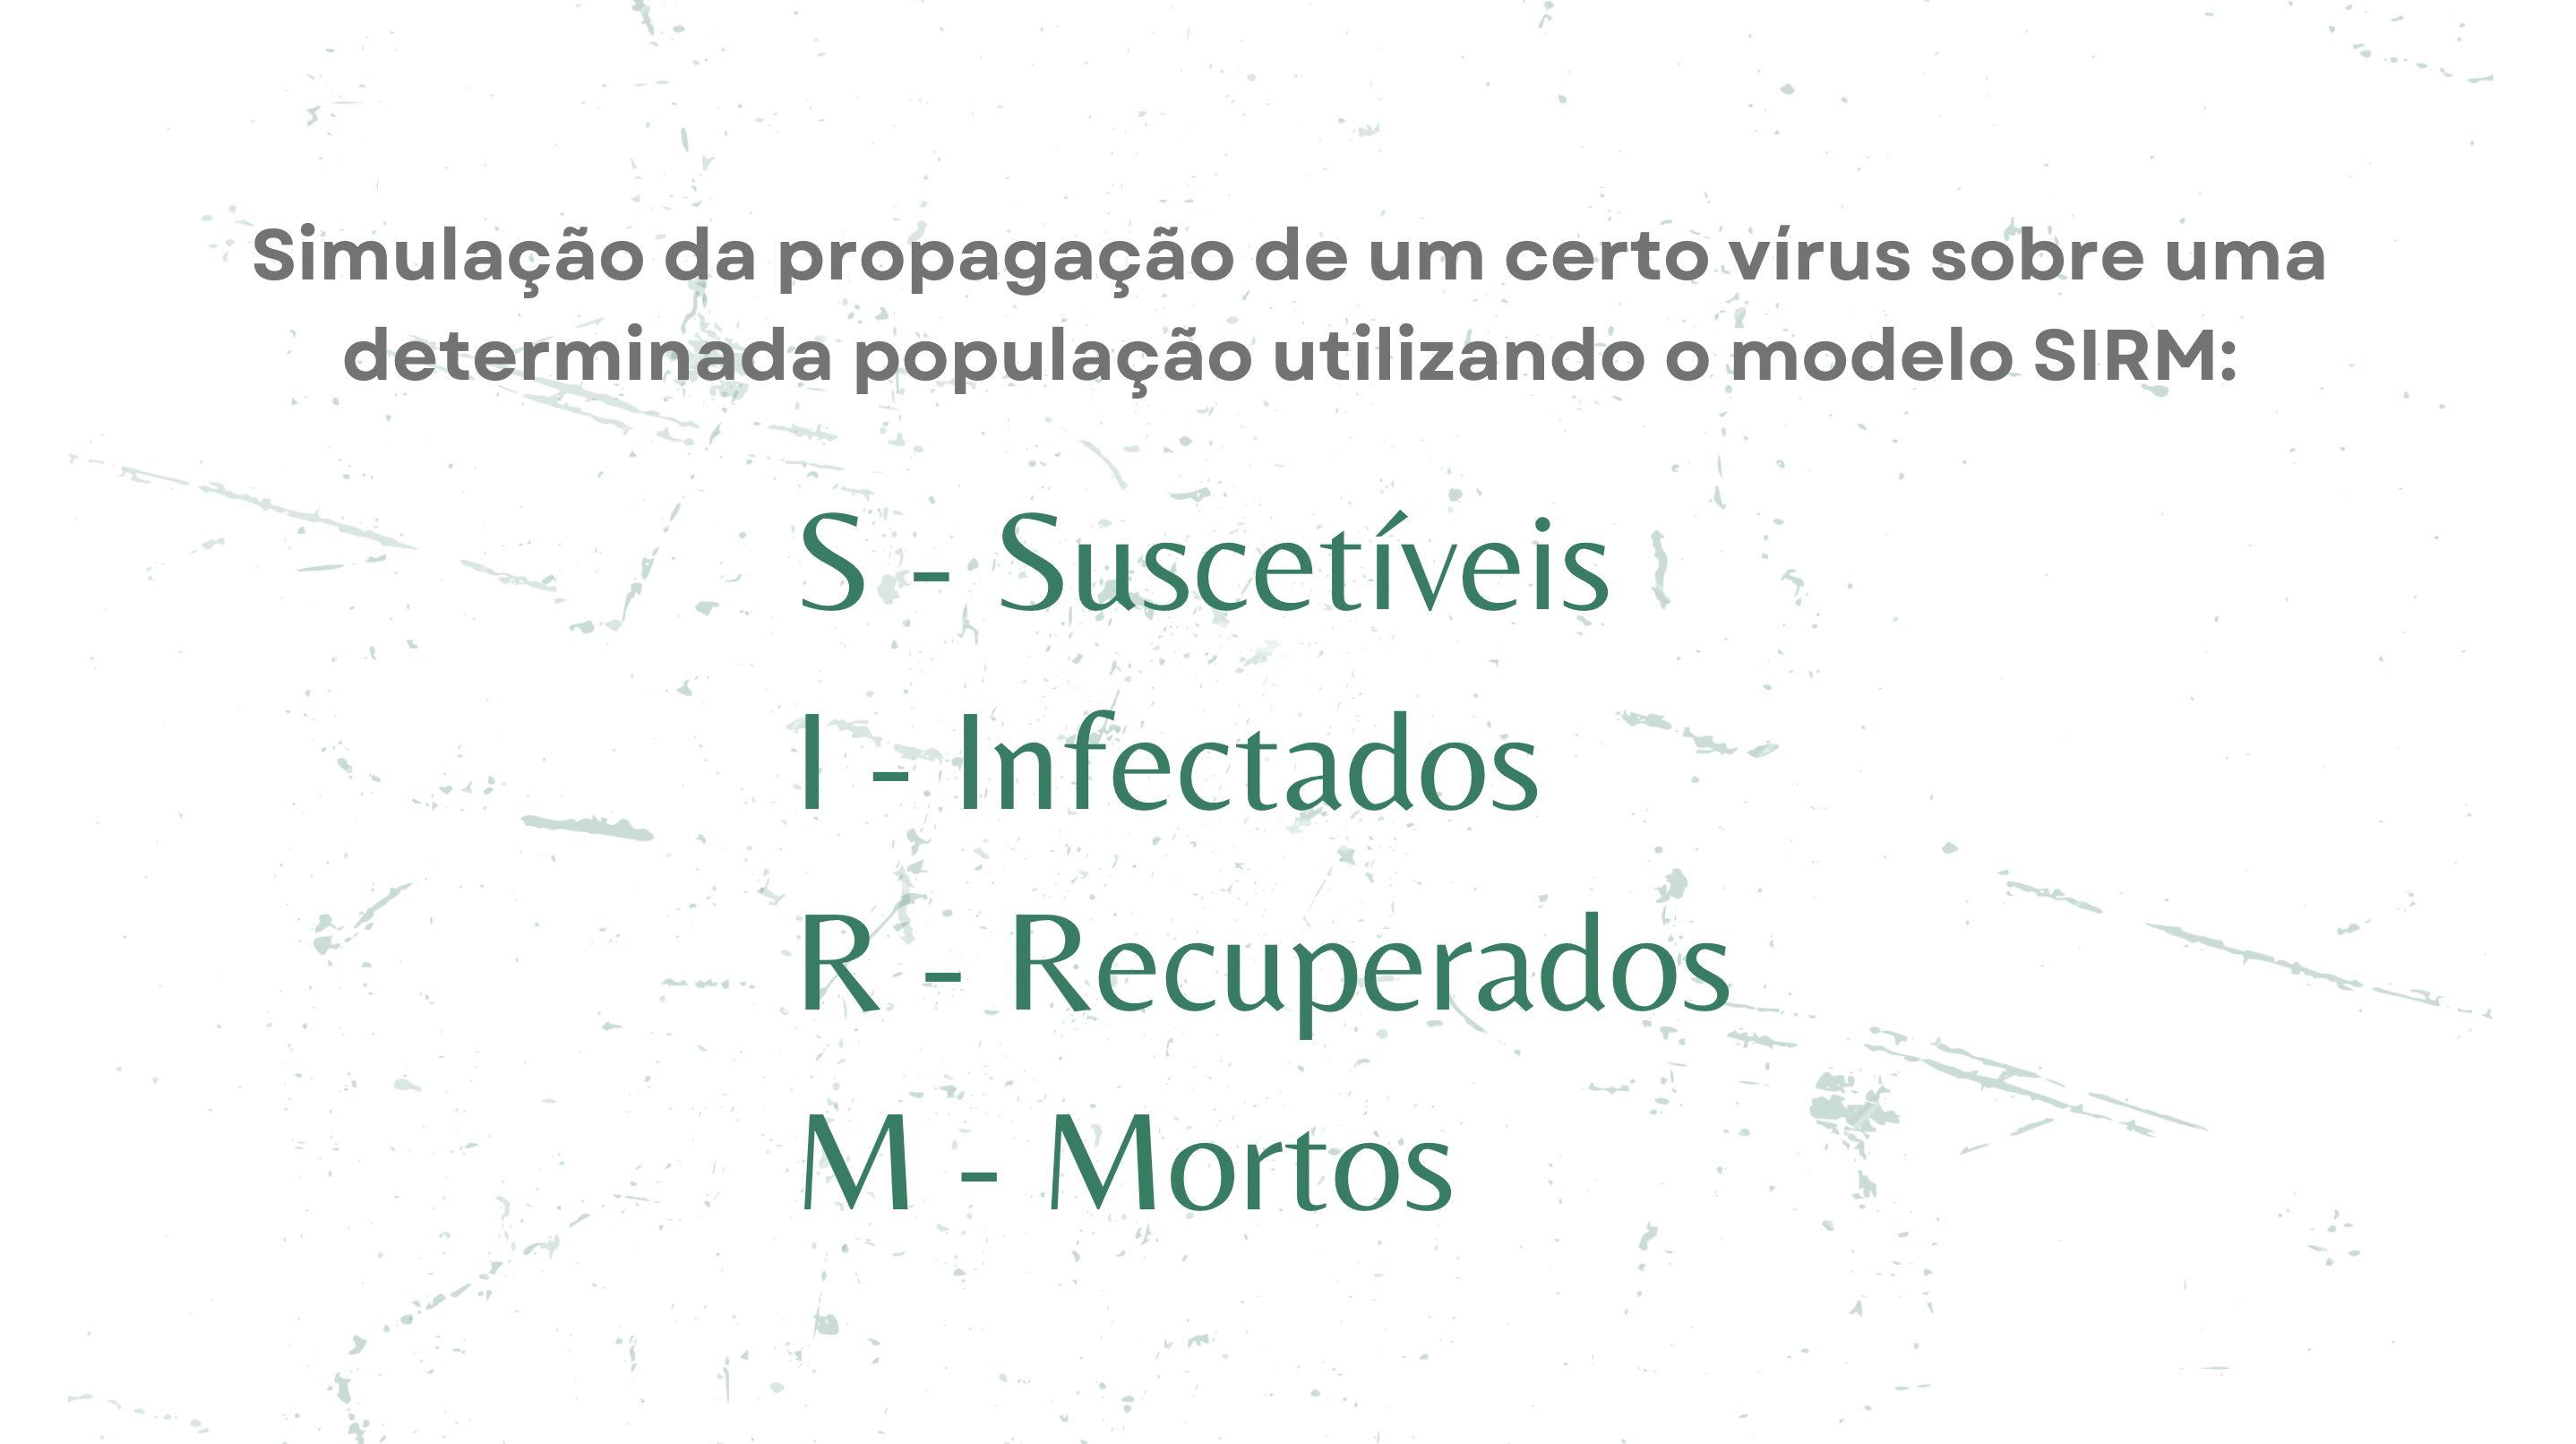 Simulação da propagação de um certo vírus sobre uma
determinada população utilizando o modelo SIRM:
S - Suscetíveis
I - Infectados
R - Recuperados
M - Mortos